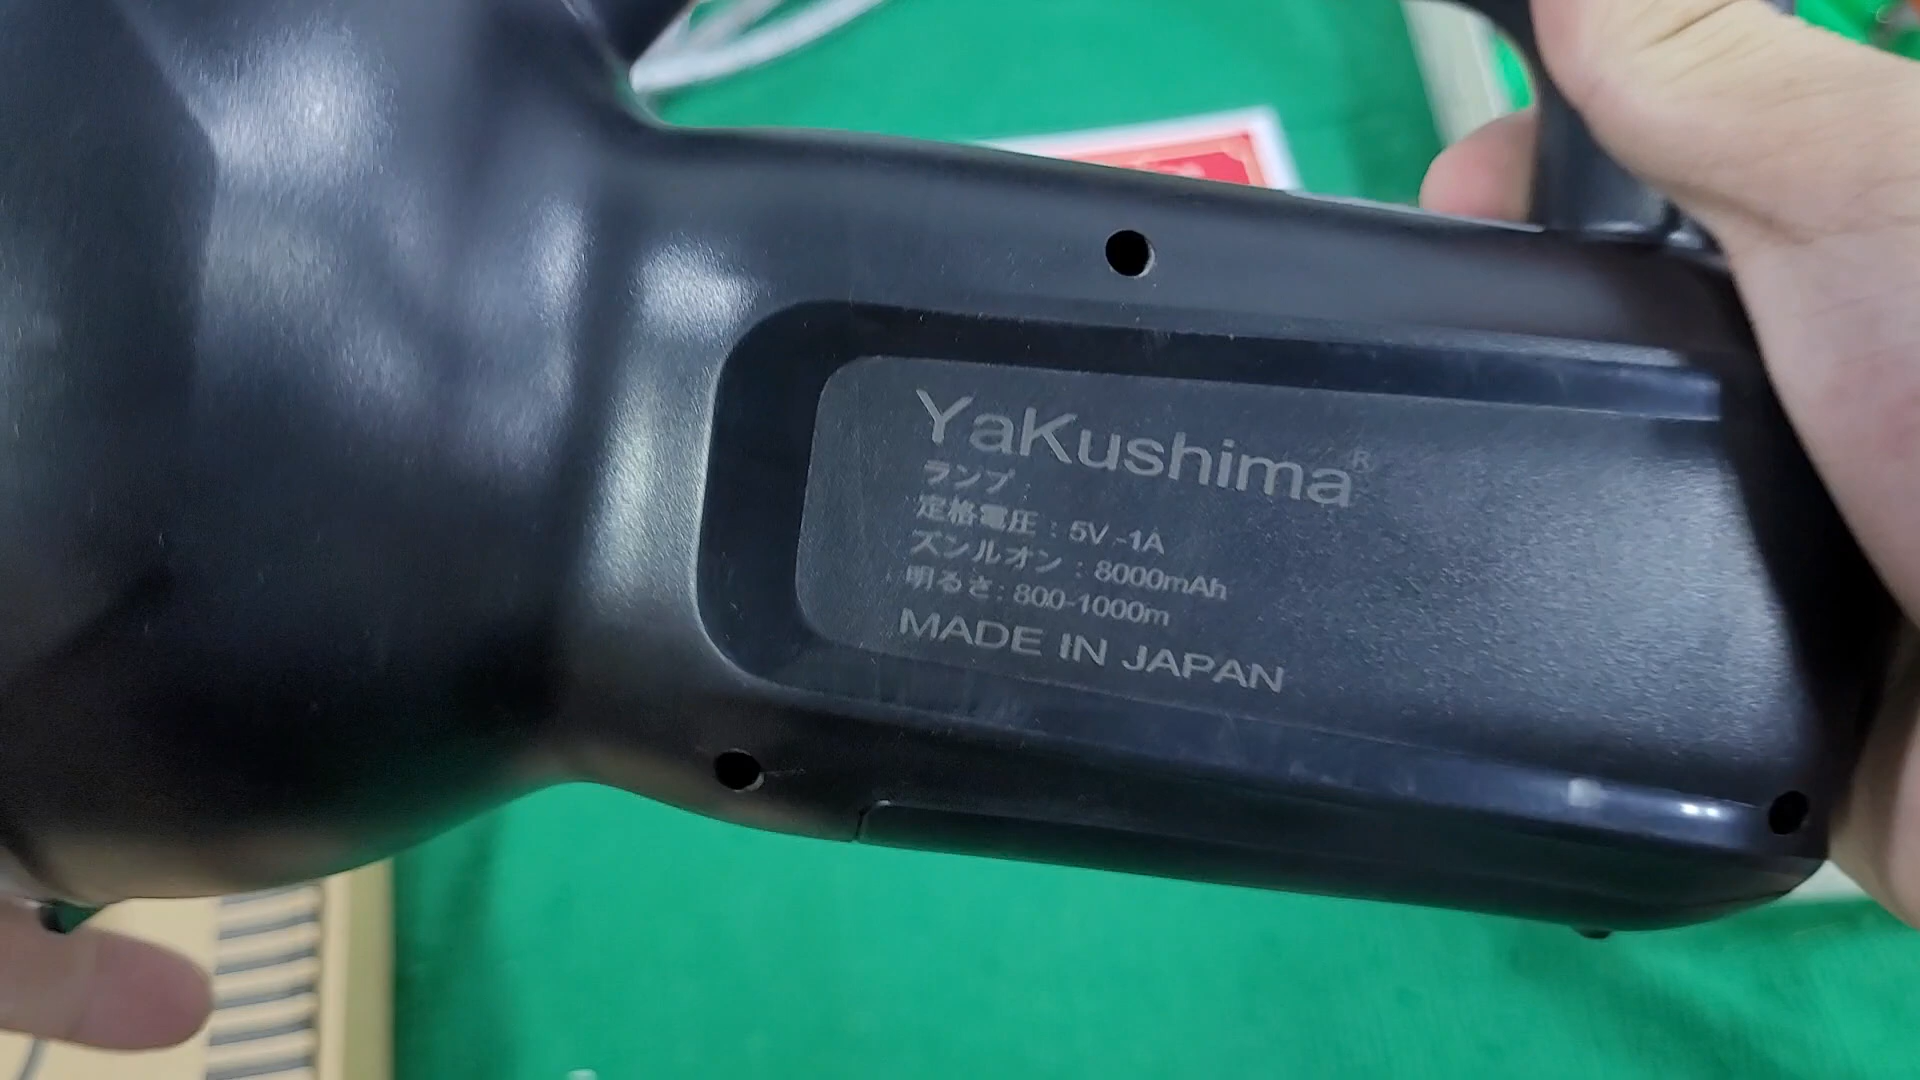 YaKushima®
ランプ
定格電圧：5V.-1A
ズンルオン：8000mAh
明るさ：800-1000m
MADE IN JAPAN